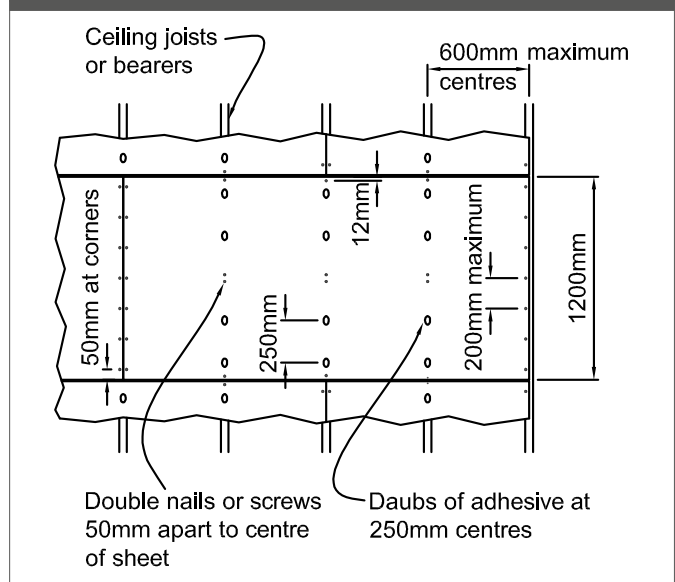 Ceiling joists
or bearers
600mm maximum
centres
50mm at corners
12mm
250mm
200mm maximum
1200mm
Double nails or screws
50mm apart to centre
of sheet
Daubs of adhesive at
250mm centres